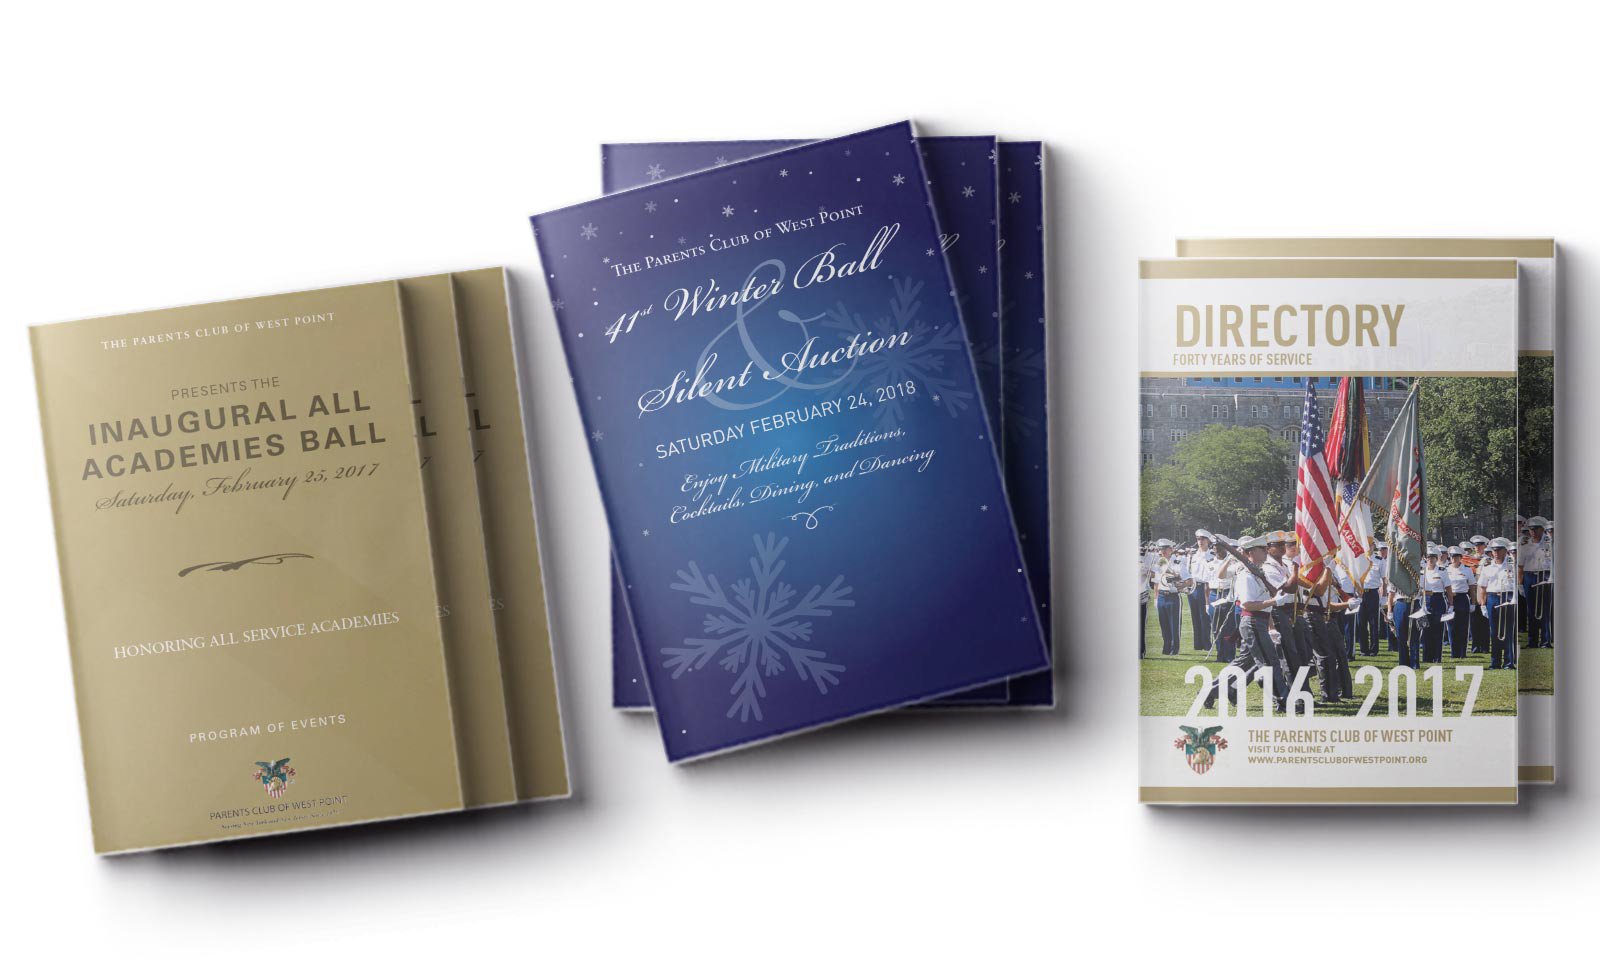 THE PARENTS CLUB OF WEST POINT
PRESENTS THE
INAUGURAL ALL
ACADEMIES BALL
Saturday, February 25, 2017
HONORING ALL SERVICE ACADEMIES
PROGRAM OF EVENTS
PARENTS CLUB OF WEST POINT
The Parents Club of West Point
41st Winter Ball
&
Silent Auction
SATURDAY FEBRUARY 24, 2018
Enjoy Military Traditions,
Cocktails, Dining, and Dancing
DIRECTORY
FORTY YEARS OF SERVICE
2016 2017
THE PARENTS CLUB OF WEST POINT
VISIT US ONLINE AT
WWW.PARENTSCLUBOFWESTPOINT.ORG